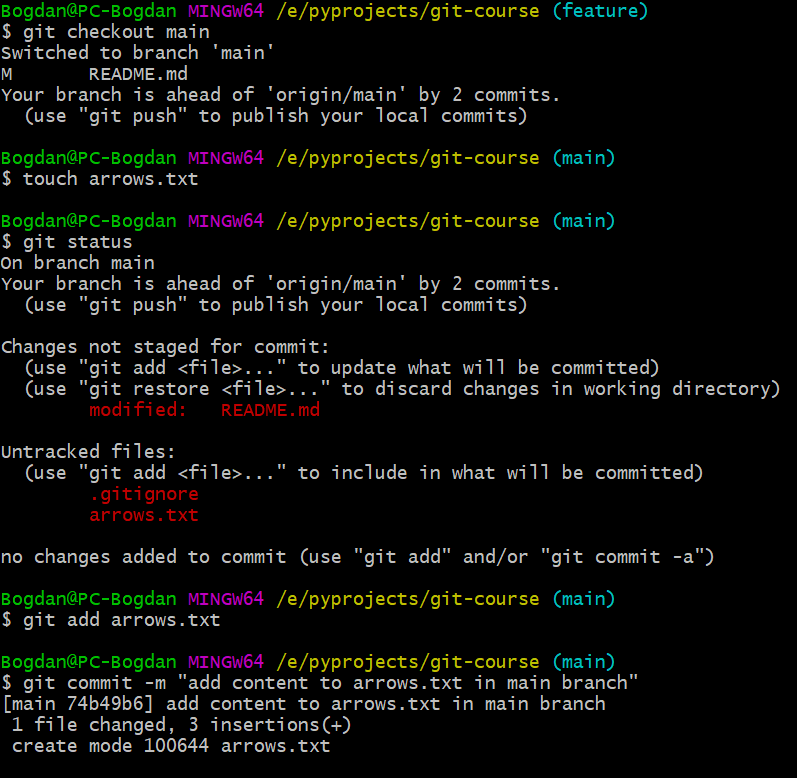 Bogdan@PC-Bogdan MINGW64 /e/pyprojects/git-course (feature)
$ git checkout main
Switched to branch 'main'
M       README.md
Your branch is ahead of 'origin/main' by 2 commits.
  (use "git push" to publish your local commits)

Bogdan@PC-Bogdan MINGW64 /e/pyprojects/git-course (main)
$ touch arrows.txt

Bogdan@PC-Bogdan MINGW64 /e/pyprojects/git-course (main)
$ git status
On branch main
Your branch is ahead of 'origin/main' by 2 commits.
  (use "git push" to publish your local commits)

Changes not staged for commit:
  (use "git add <file>..." to update what will be committed)
  (use "git restore <file>..." to discard changes in working directory)
        modified:   README.md

Untracked files:
  (use "git add <file>..." to include in what will be committed)
        .gitignore
        arrows.txt

no changes added to commit (use "git add" and/or "git commit -a")

Bogdan@PC-Bogdan MINGW64 /e/pyprojects/git-course (main)
$ git add arrows.txt

Bogdan@PC-Bogdan MINGW64 /e/pyprojects/git-course (main)
$ git commit -m "add content to arrows.txt in main branch"
[main 74b49b6] add content to arrows.txt in main branch
 1 file changed, 3 insertions(+)
 create mode 100644 arrows.txt